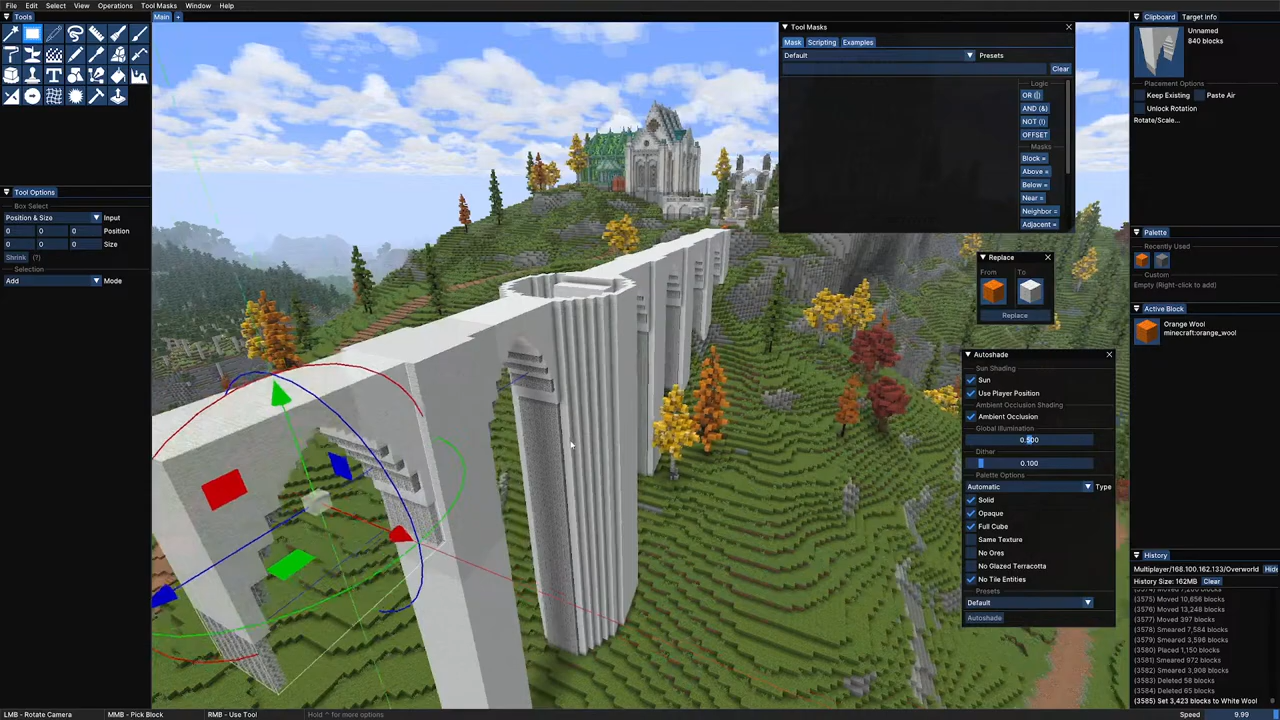 File Edit Select View Operations Tool Masks Window Help
Tools
Main +
Tool Options
Box Select
Position & Size Input
0 0 0 Position
0 0 0 Size
Shrink (?)
Selection
Add Mode
Tool Masks
Mask Scripting Examples
Default Presets
Clear
Logic
OR (|)
AND (&)
NOT (!)
OFFSET
Masks
Block =
Above =
Below =
Near =
Neighbor =
Adjacent =
Replace
From To
Replace
Autoshade
Sun Shading
Sun
Use Player Position
Ambient Occlusion Shading
Ambient Occlusion
Global Illumination
0.500
Dither
0.100
Palette Options
Automatic Type
Solid
Opaque
Full Cube
Same Texture
No Ores
No Glazed Terracotta
No Tile Entities
Presets
Default
Autoshade
Clipboard Target Info
Unnamed
840 blocks
Placement Options
Keep Existing Paste Air
Unlock Rotation
Rotate/Scale...
Palette
Recently Used
Custom
Empty (Right-click to add)
Active Block
Orange Wool
minecraft:orange_wool
History
Multiplayer/168.100.162.133/Overworld Hide
History Size: 162MB Clear
(3575) Moved 10,656 blocks
(3576) Moved 13,248 blocks
(3577) Moved 397 blocks
(3578) Smeared 7,584 blocks
(3579) Smeared 3,596 blocks
(3580) Placed 1,150 blocks
(3581) Smeared 972 blocks
(3582) Smeared 3,908 blocks
(3583) Deleted 58 blocks
(3584) Deleted 65 blocks
(3585) Set 3,423 blocks to White Wool
LMB - Rotate Camera MMB - Pick Block RMB - Use Tool Hold ^ for more options
Speed 9.99